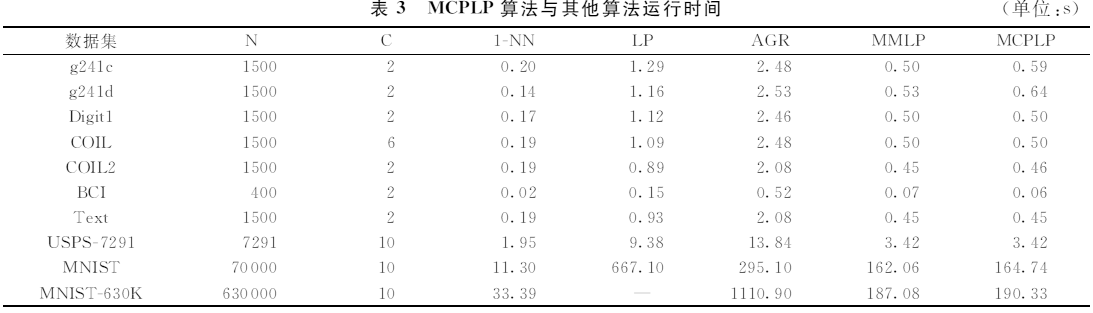 表 3 MCPLP 算法与其他算法运行时间 (单位:s)
数据集 N C 1-NN LP AGR MMLP MCPLP
g241c 1500 2 0.20 1.29 2.48 0.50 0.59
g241d 1500 2 0.14 1.16 2.53 0.53 0.64
Digit1 1500 2 0.17 1.12 2.46 0.50 0.50
COIL 1500 6 0.19 1.09 2.48 0.50 0.50
COIL2 1500 2 0.19 0.89 2.08 0.45 0.46
BCI 400 2 0.02 0.15 0.52 0.07 0.06
Text 1500 2 0.19 0.93 2.08 0.45 0.45
USPS-7291 7291 10 1.95 9.38 13.84 3.42 3.42
MNIST 70000 10 11.30 667.10 295.10 162.06 164.74
MNIST-630K 630000 10 33.39 — 1110.90 187.08 190.33